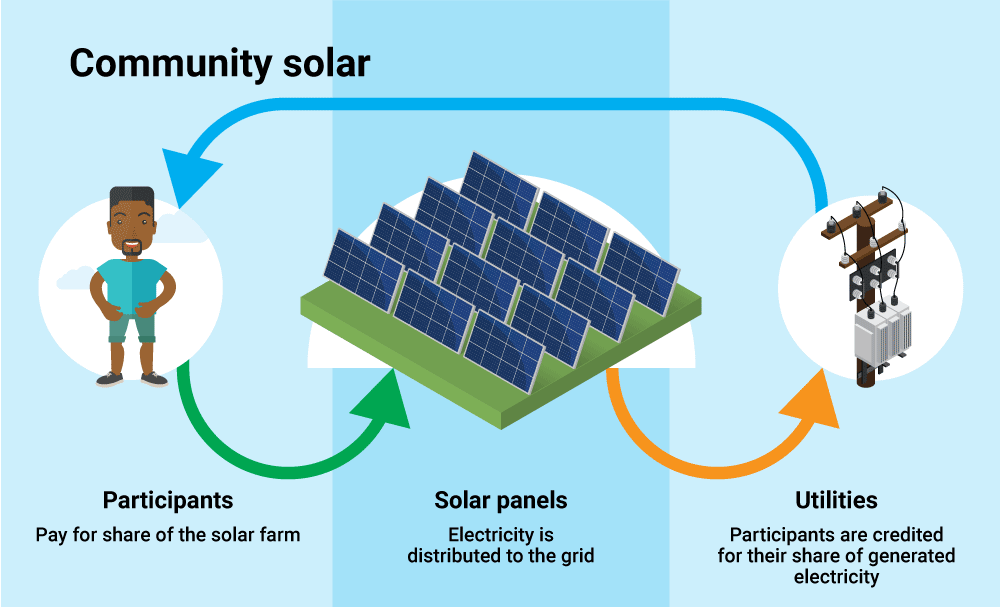 Community solar
Participants
Pay for share of the solar farm
Solar panels
Electricity is
distributed to the grid
Utilities
Participants are credited
for their share of generated
electricity